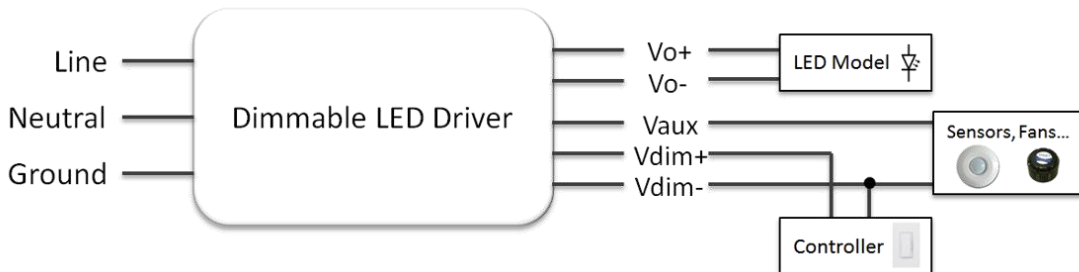 Line
Neutral
Ground
Dimmable LED Driver
Vo+
Vo-
Vaux
Vdim+
Vdim-
LED Model
Sensors, Fans...
Controller